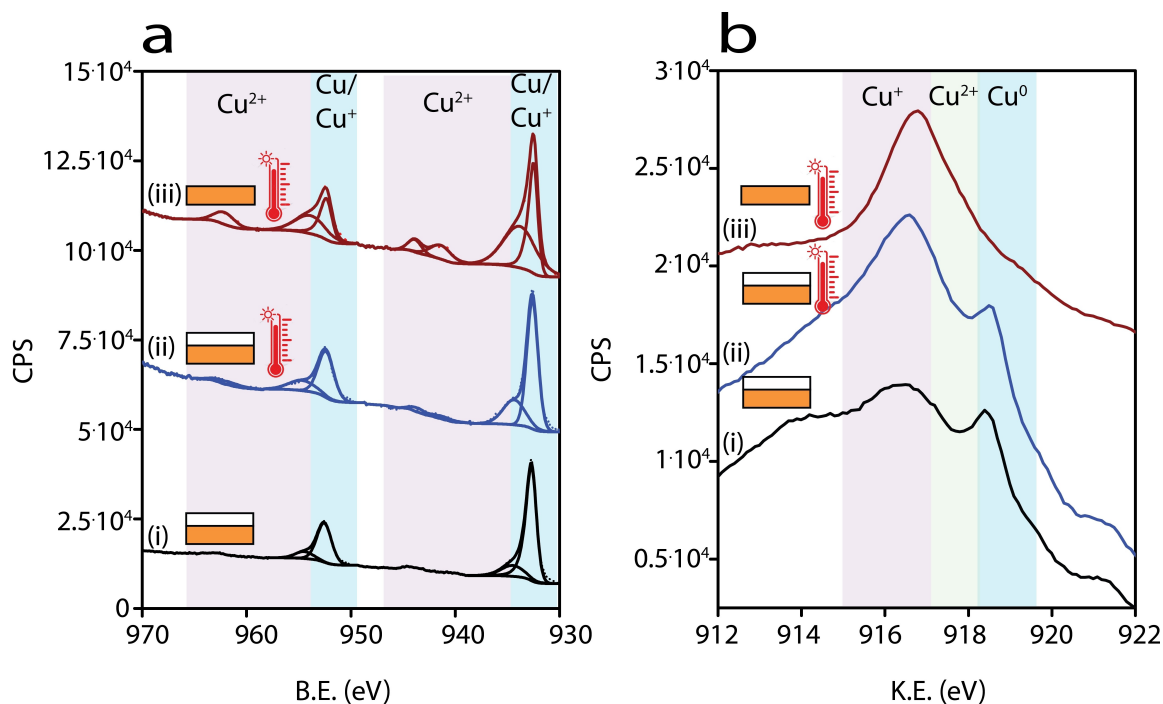 a
15·10⁴
12.5·10⁴
10·10⁴
7.5·10⁴
5·10⁴
2.5·10⁴
0
CPS
Cu²⁺
Cu/
Cu⁺
Cu²⁺
Cu/
Cu⁺
(iii)
(ii)
(i)
970
960
950
940
930
B.E. (eV)
b
3·10⁴
2.5·10⁴
2·10⁴
1.5·10⁴
1·10⁴
0.5·10⁴
CPS
Cu⁺
Cu²⁺
Cu⁰
(iii)
(ii)
(i)
912
914
916
918
920
922
K.E. (eV)